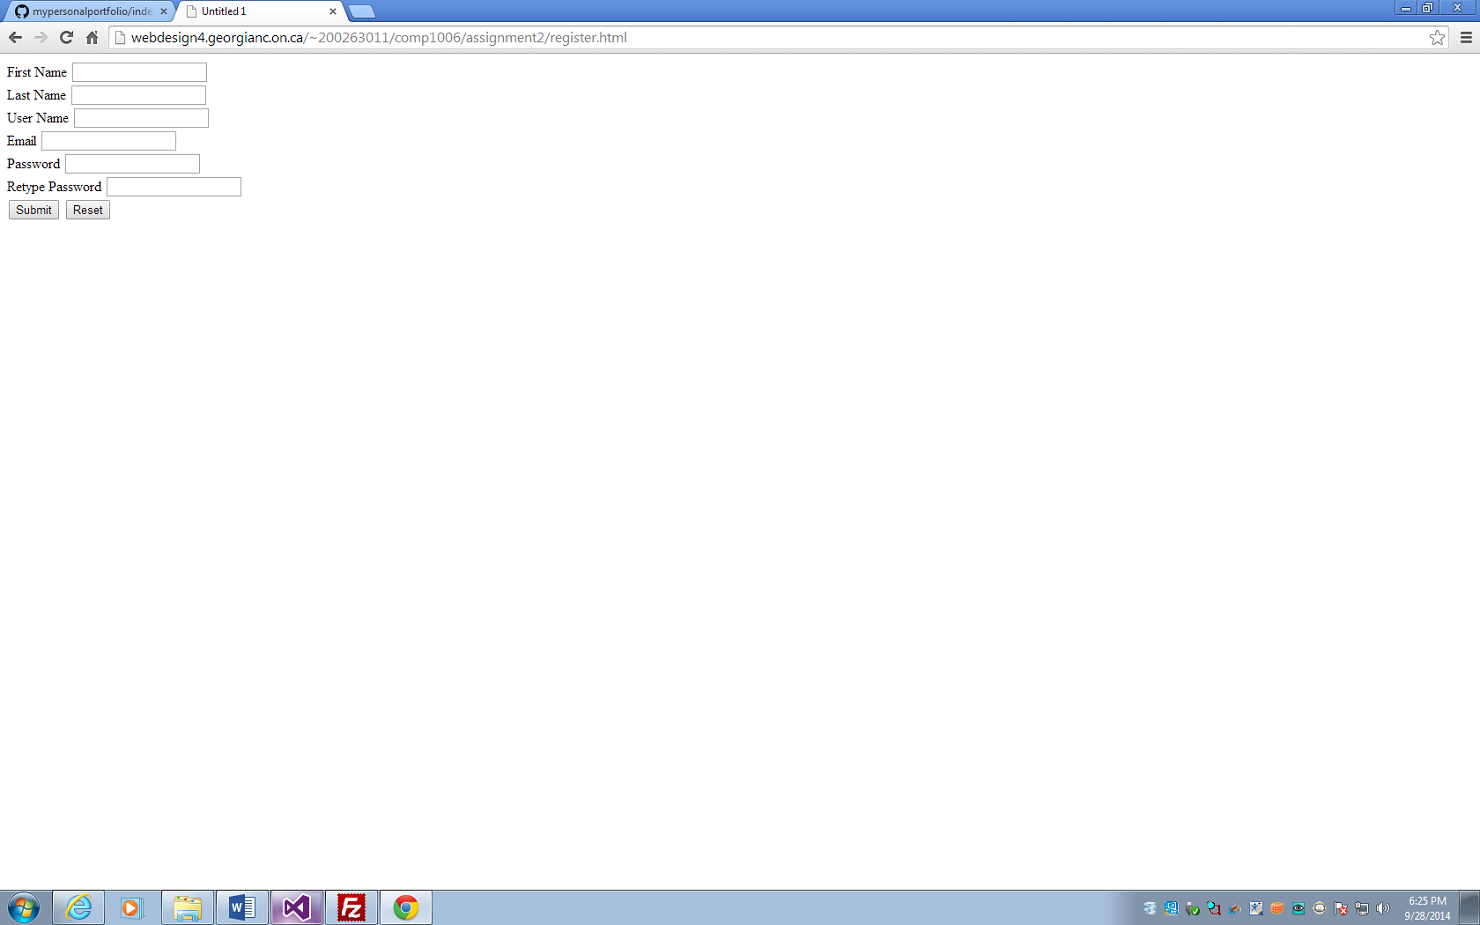 mypersonalportfolio/inde
Untitled 1
webdesign4.georgianc.on.ca/~200263011/comp1006/assignment2/register.html
First Name
Last Name
User Name
Email
Password
Retype Password
Submit Reset
6:25 PM
9/28/2014